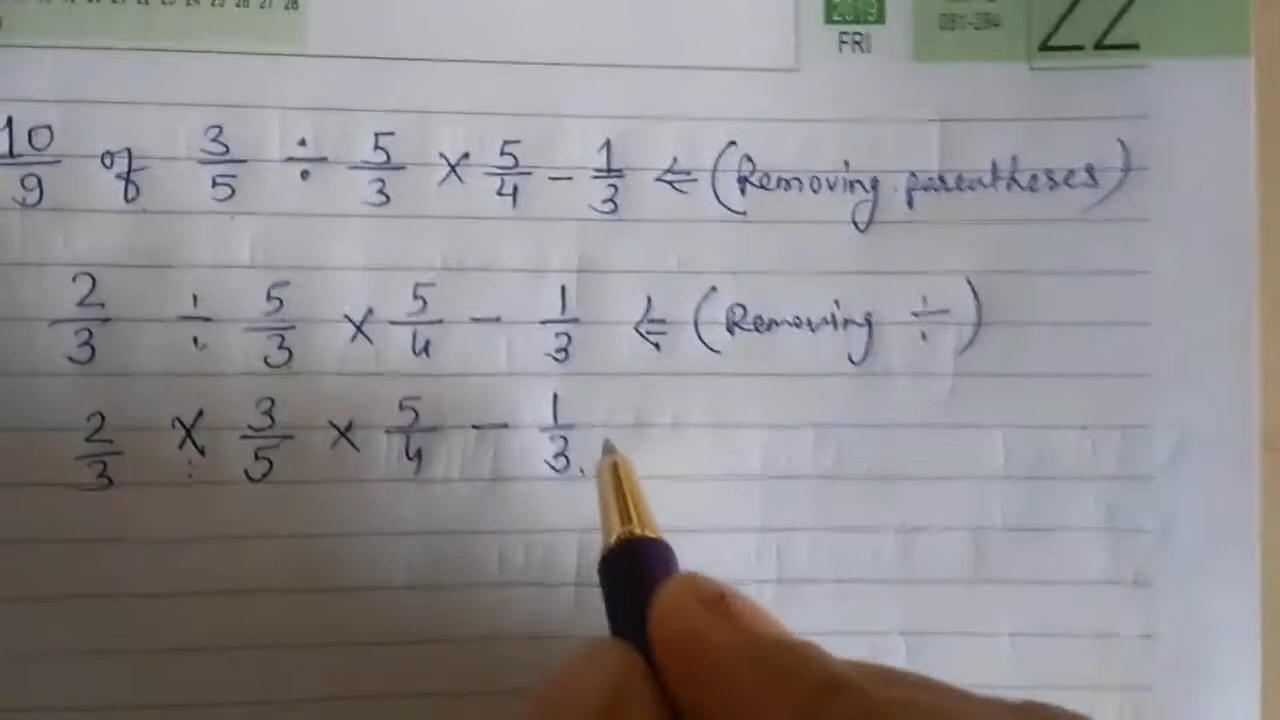 2019
FRI
22
10/9 of 3/5 ÷ 5/3 × 5/4 - 1/3 ⇐ (Removing parentheses)
2/3 ÷ 5/3 × 5/4 - 1/3 ⇐ (Removing ÷)
2/3 × 3/5 × 5/4 - 1/3.